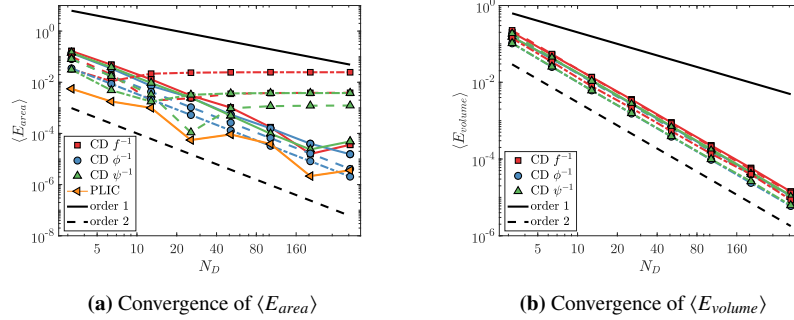 10^0
10^-2
10^-4
10^-6
10^-8
⟨E_area⟩
CD f^-1
CD ϕ^-1
CD ψ^-1
PLIC
order 1
order 2
5 10 20 40 80 160
N_D
(a) Convergence of ⟨E_area⟩
10^0
10^-2
10^-4
10^-6
⟨E_volume⟩
CD f^-1
CD ϕ^-1
CD ψ^-1
order 1
order 2
5 10 20 40 80 160
N_D
(b) Convergence of ⟨E_volume⟩